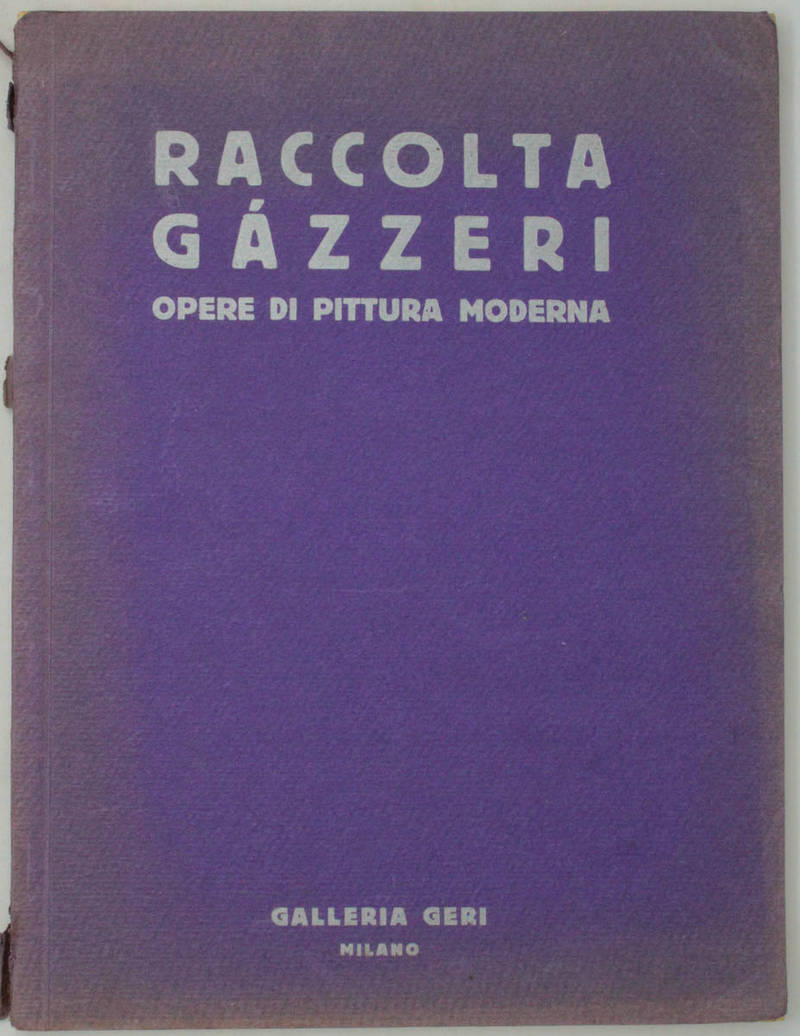 RACCOLTA
GÁZZERI
OPERE DI PITTURA MODERNA
GALLERIA GERI
MILANO